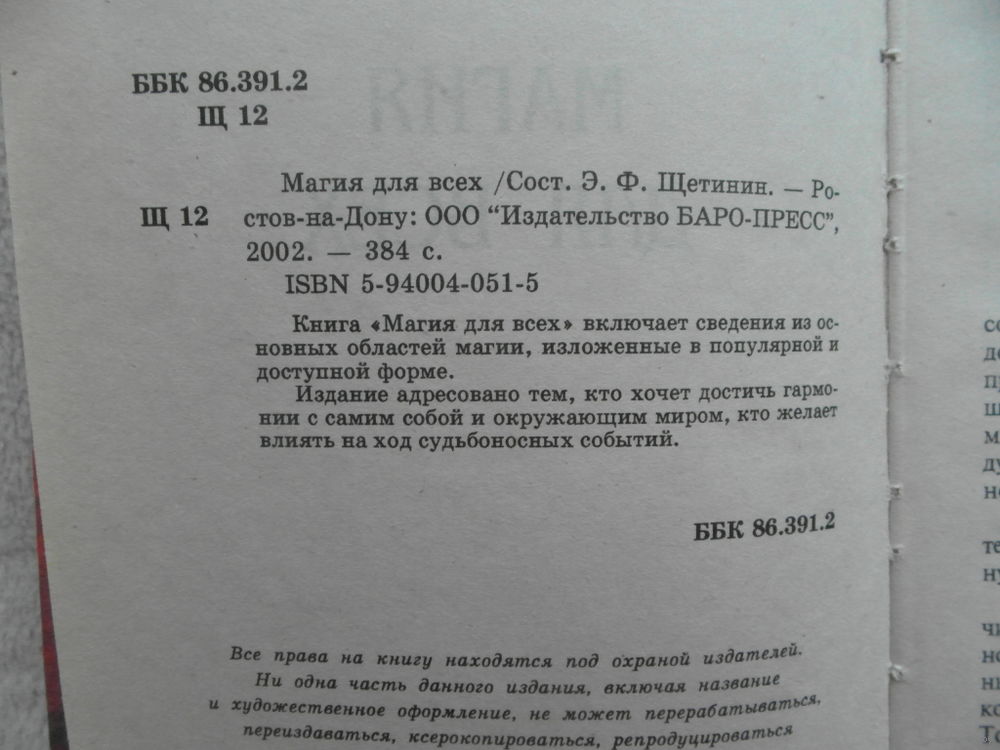 ББК 86.391.2
Щ 12
Магия для всех /Сост. Э. Ф. Щетинин. — Ро-
Щ 12 стов-на-Дону: ООО “Издательство БАРО-ПРЕСС”,
2002. — 384 с.
ISBN 5-94004-051-5
Книга «Магия для всех» включает сведения из ос-
новных областей магии, изложенные в популярной и
доступной форме.
Издание адресовано тем, кто хочет достичь гармо-
нии с самим собой и окружающим миром, кто желает
влиять на ход судьбоносных событий.
ББК 86.391.2
Все права на книгу находятся под охраной издателей.
Ни одна часть данного издания, включая название
и художественное оформление, не может перерабатываться,
переиздаваться, ксерокопироваться, репродуцироваться